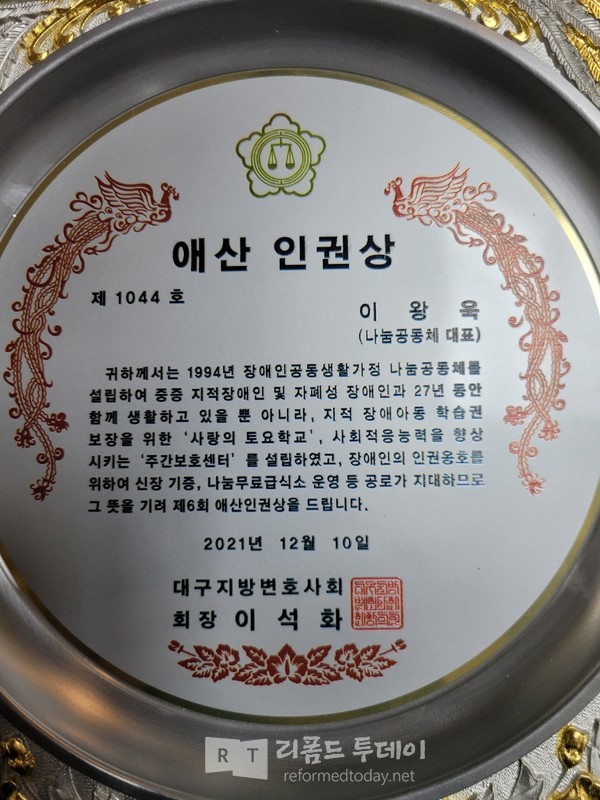 애산 인권상
제 1044 호
이 왕 욱
(나눔공동체 대표)
귀하께서는 1994년 장애인공동생활가정 나눔공동체를
설립하여 중증 지적장애인 및 자폐성 장애인과 27년 동안
함께 생활하고 있을 뿐 아니라, 지적 장애아동 학습권
보장을 위한 '사랑의 토요학교', 사회적응능력을 향상
시키는 '주간보호센터' 를 설립하였고, 장애인의 인권옹호를
위하여 신장 기증, 나눔무료급식소 운영 등 공로가 지대하므로
그 뜻을 기려 제6회 애산인권상을 드립니다.
2021년 12월 10일
대구지방변호사회
회장 이 석 화
RT 리폼드 투데이
reformedtoday.net